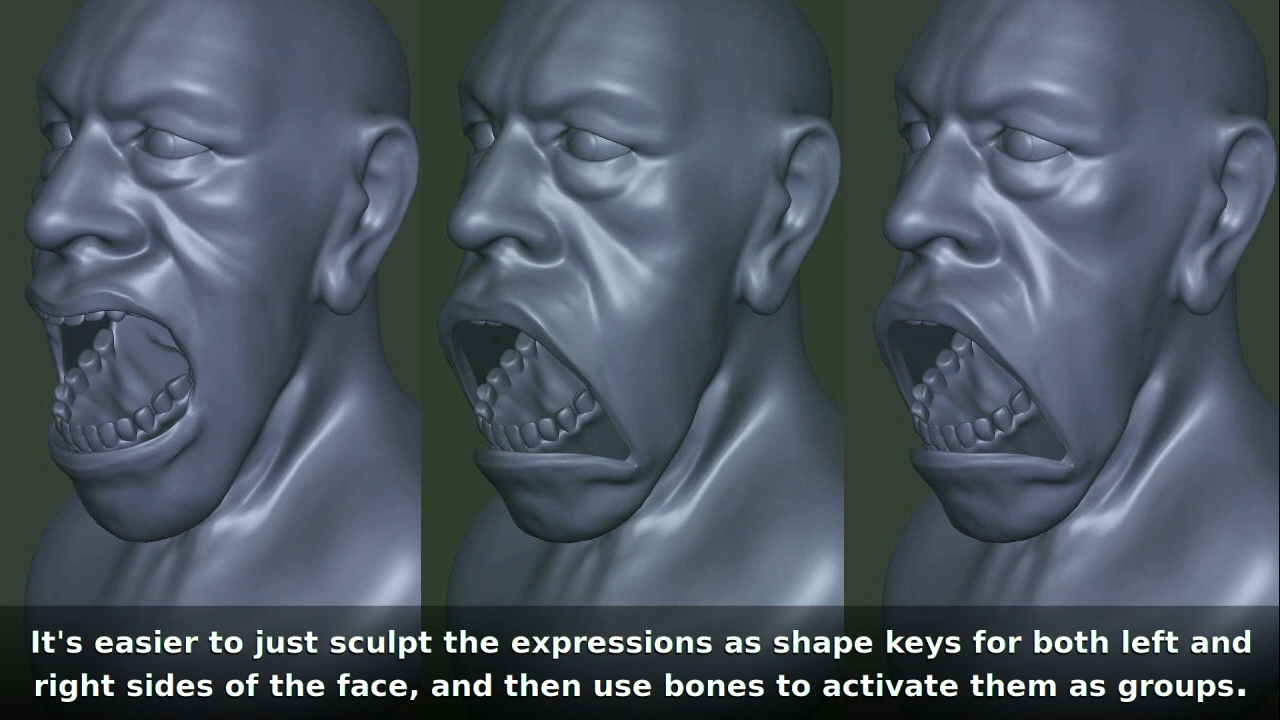 It's easier to just sculpt the expressions as shape keys for both left and
right sides of the face, and then use bones to activate them as groups.